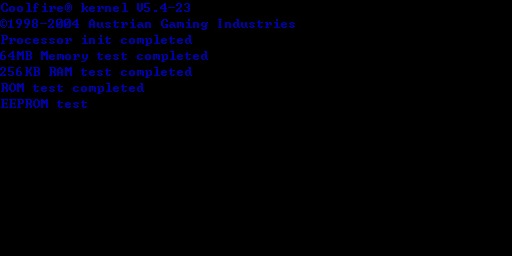 Coolfire® kernel V5.4-23
©1998-2004 Austrian Gaming Industries
Processor init completed
64MB Memory test completed
256KB RAM test completed
ROM test completed
EEPROM test